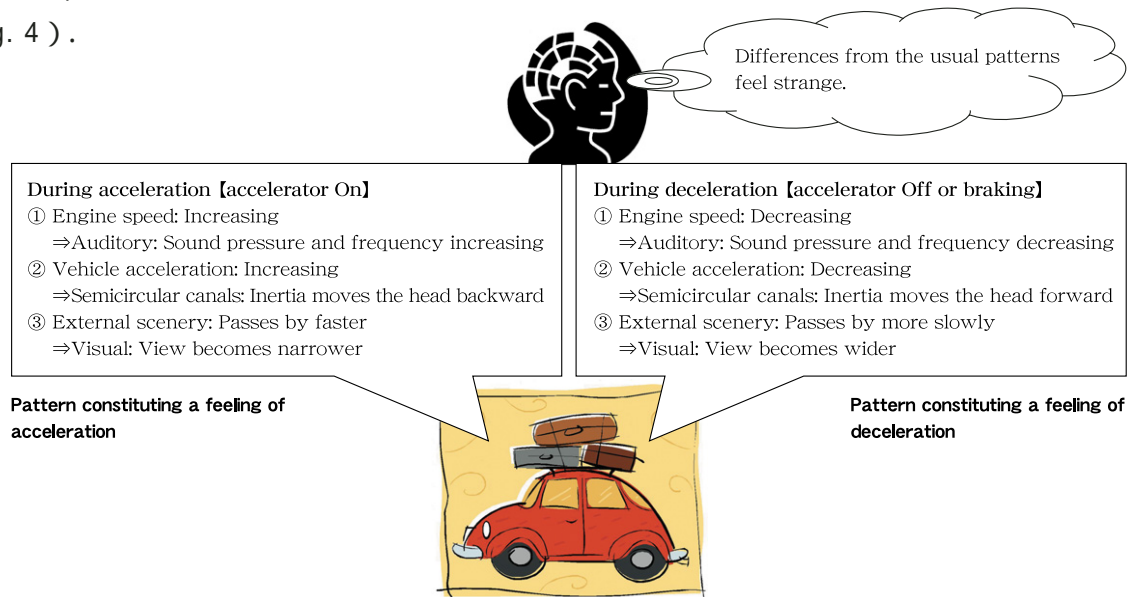 g. 4 ) .
Differences from the usual patterns
feel strange.
During acceleration【accelerator On】
① Engine speed: Increasing
⇒Auditory: Sound pressure and frequency increasing
② Vehicle acceleration: Increasing
⇒Semicircular canals: Inertia moves the head backward
③ External scenery: Passes by faster
⇒Visual: View becomes narrower
During deceleration【accelerator Off or braking】
① Engine speed: Decreasing
⇒Auditory: Sound pressure and frequency decreasing
② Vehicle acceleration: Decreasing
⇒Semicircular canals: Inertia moves the head forward
③ External scenery: Passes by more slowly
⇒Visual: View becomes wider
Pattern constituting a feeling of
acceleration
Pattern constituting a feeling of
deceleration